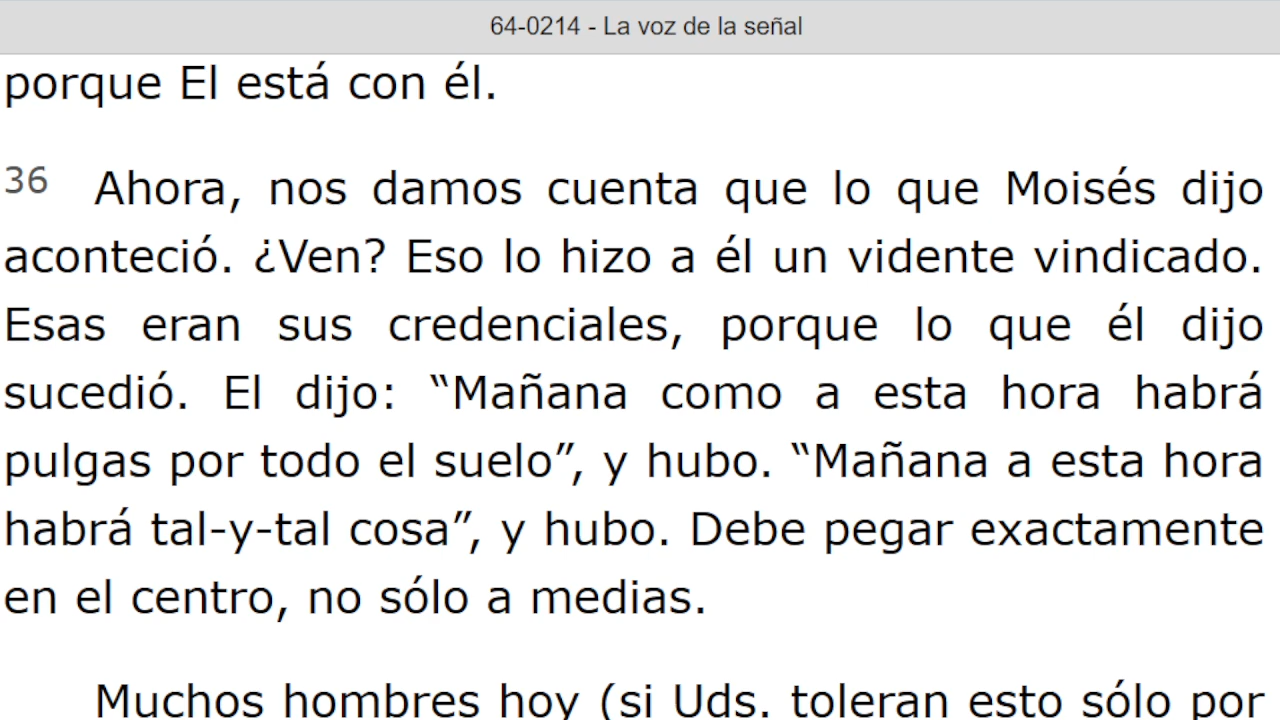 64-0214 - La voz de la señal
porque El está con él.
36 Ahora, nos damos cuenta que lo que Moisés dijo
aconteció. ¿Ven? Eso lo hizo a él un vidente vindicado.
Esas eran sus credenciales, porque lo que él dijo
sucedió. El dijo: “Mañana como a esta hora habrá
pulgas por todo el suelo”, y hubo. “Mañana a esta hora
habrá tal-y-tal cosa”, y hubo. Debe pegar exactamente
en el centro, no sólo a medias.
Muchos hombres hoy (si Uds. toleran esto sólo por